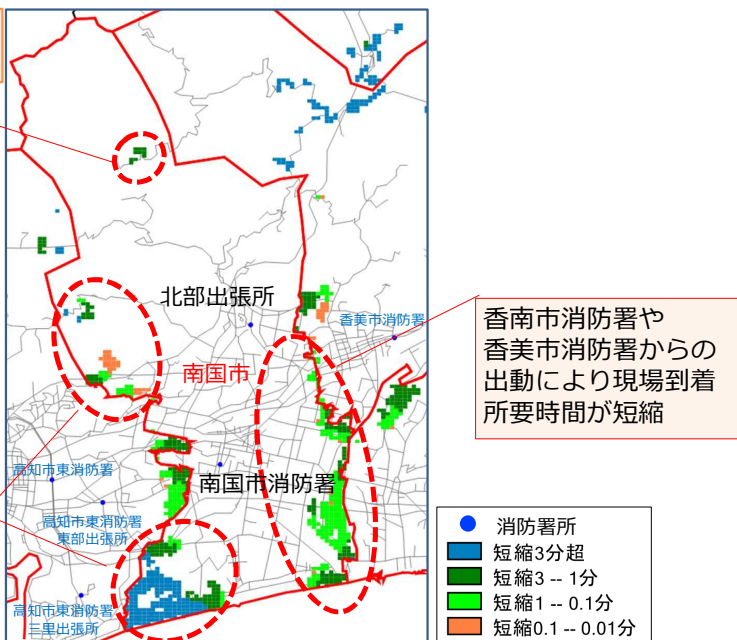 北部出張所
香美市消防署
南国市
高知市東消防署
南国市消防署
高知市東消防署
東部出張所
高知市東消防署
三里出張所
香南市消防署や
香美市消防署からの
出動により現場到着
所要時間が短縮
消防署所
短縮3分超
短縮3 -- 1分
短縮1 -- 0.1分
短縮0.1 -- 0.01分